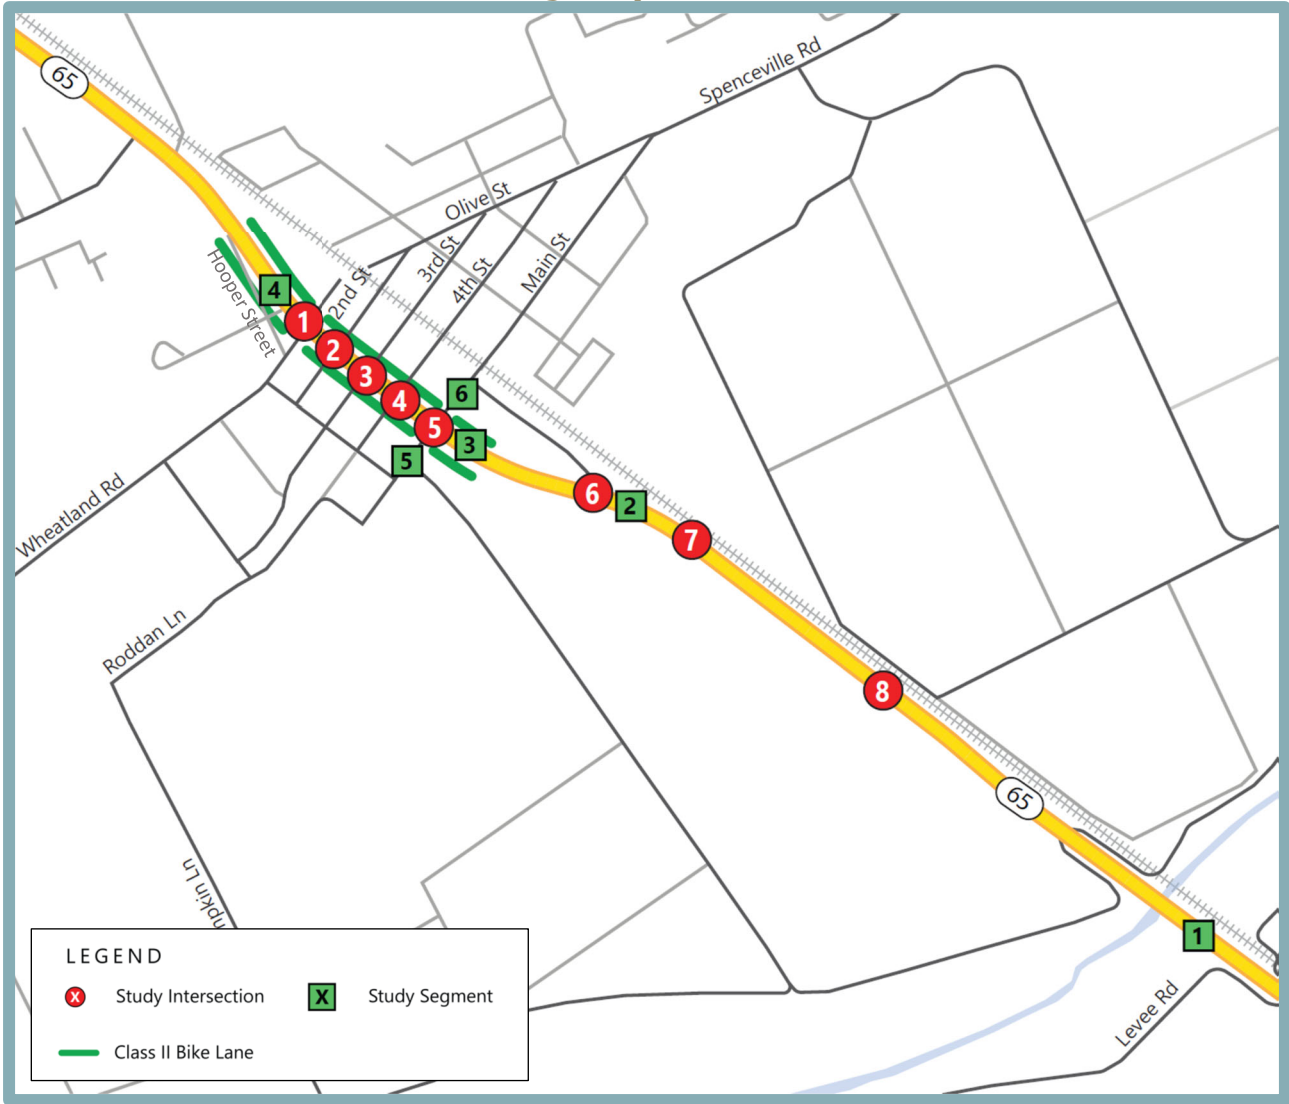 65
Spenceville Rd
Olive St
3rd St
Main St
2nd St
4th St
Hooper Street
4
1
2
3
4
5
6
3
5
6
2
7
Wheatland Rd
Roddan Ln
8
65
mpkin Ln
1
Levee Rd
LEGEND
X Study Intersection
X Study Segment
Class II Bike Lane